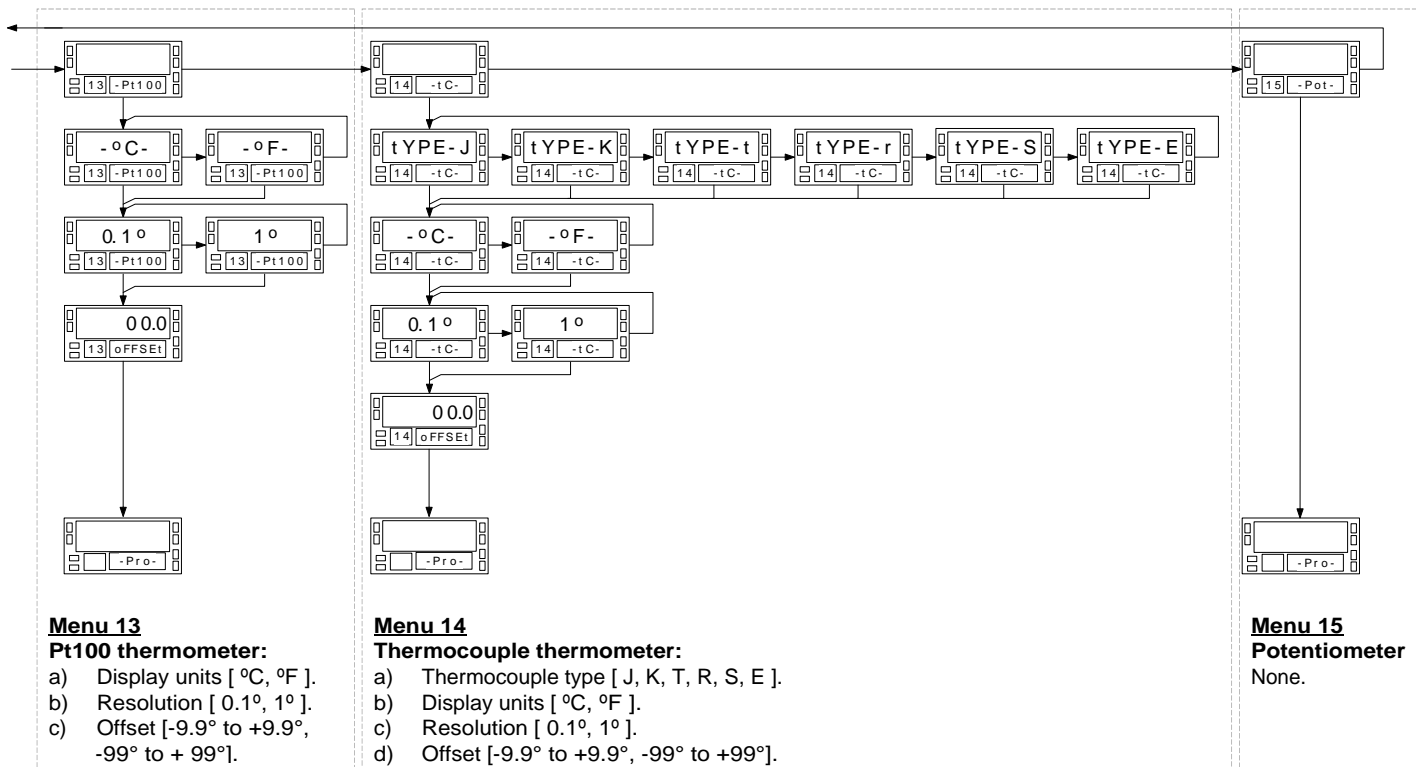 13 -Pt100
14 -tC-
15 -Pot-
-ºC-
13 -Pt100
-ºF-
13 -Pt100
tYPE-J
14 -tC-
tYPE-K
14 -tC-
tYPE-t
14 -tC-
tYPE-r
14 -tC-
tYPE-S
14 -tC-
tYPE-E
14 -tC-
0.1º
13 -Pt100
1º
13 -Pt100
-ºC-
14 -tC-
-ºF-
14 -tC-
00.0
13 oFFSEt
0.1º
14 -tC-
1º
14 -tC-
00.0
14 oFFSEt
-Pro-
-Pro-
-Pro-
Menu 13
Pt100 thermometer:
a) Display units [ ºC, ºF ].
b) Resolution [ 0.1º, 1º ].
c) Offset [-9.9° to +9.9°,
-99° to + 99°].
Menu 14
Thermocouple thermometer:
a) Thermocouple type [ J, K, T, R, S, E ].
b) Display units [ ºC, ºF ].
c) Resolution [ 0.1º, 1º ].
d) Offset [-9.9° to +9.9°, -99° to +99°].
Menu 15
Potentiometer
None.